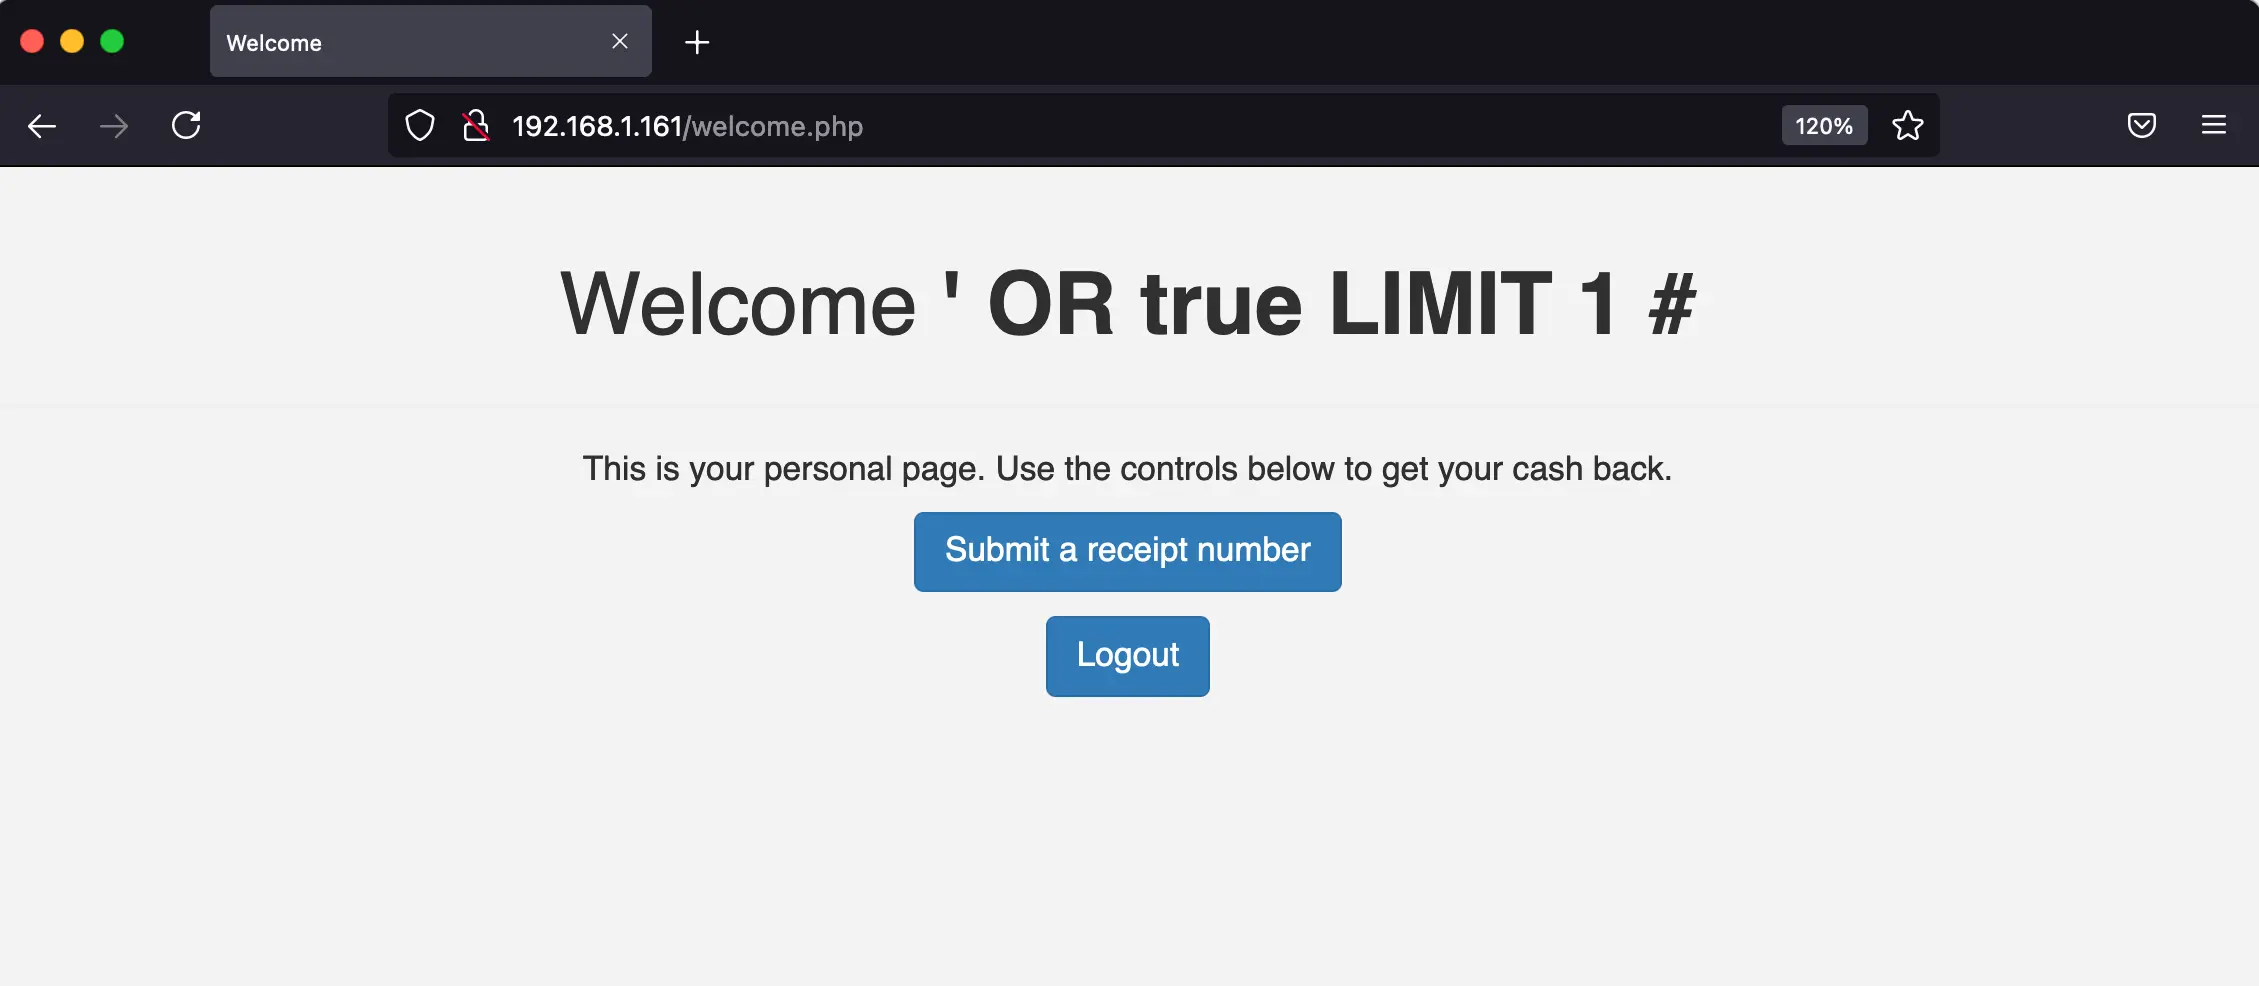 Welcome
192.168.1.161/welcome.php
120%
Welcome ' OR true LIMIT 1 #
This is your personal page. Use the controls below to get your cash back.
Submit a receipt number
Logout